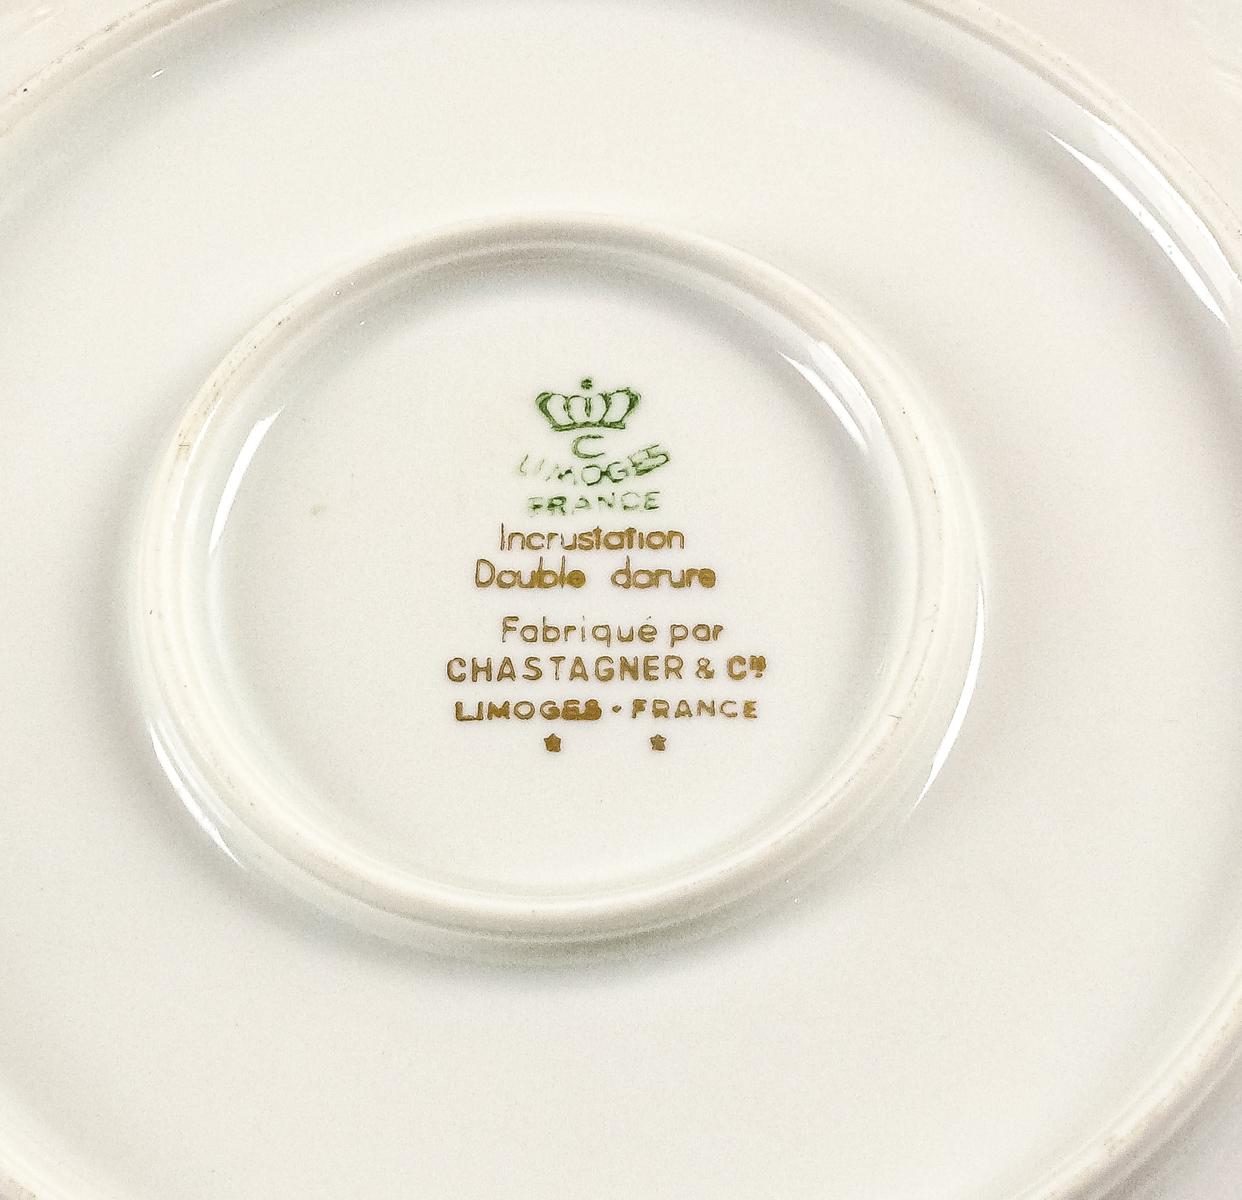 C
LIMOGES
FRANCE
Incrustation
Double dorure
Fabriqué par
CHASTAGNER & Cie
LIMOGES • FRANCE